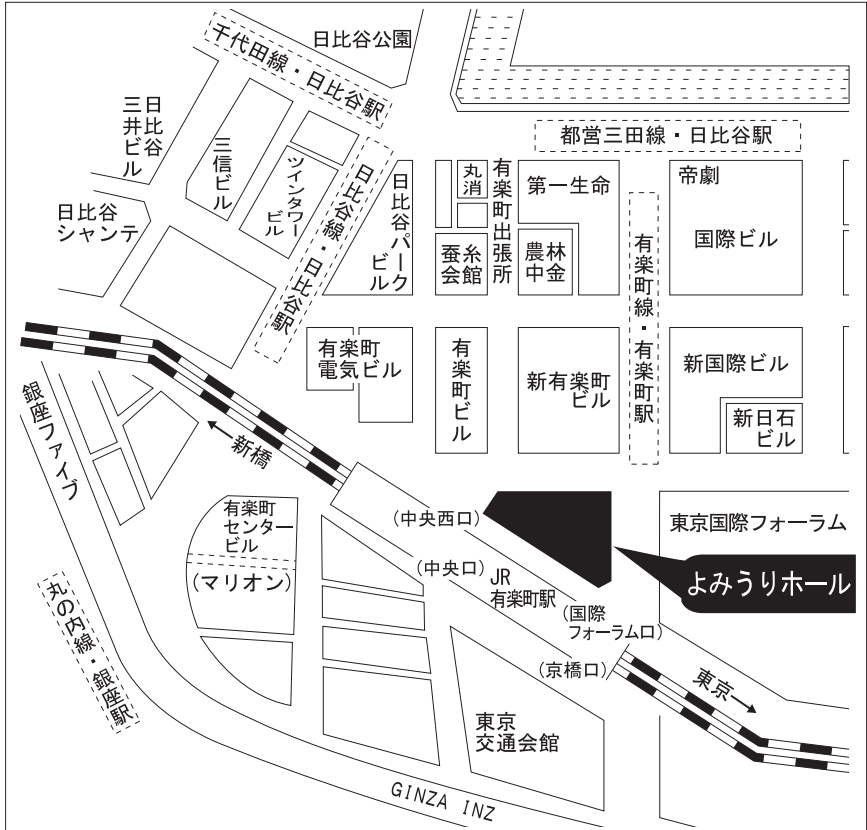 日比谷公園
千代田線・日比谷駅
日比谷
三井ビル
三信ビル
ツインタワー
ビル
日比谷線・日比谷駅
日比谷
シャンテ
日比谷パーク
ビル
丸消
有楽町出張所
蚕糸
会館
都営三田線・日比谷駅
第一生命
農林
中金
帝劇
国際ビル
有楽町線・有楽町駅
有楽町
電気ビル
有楽町ビル
新有楽町
ビル
新国際ビル
新日石
ビル
銀座ファイブ
←新橋
有楽町
センター
ビル
(マリオン)
丸の内線・銀座駅
(中央西口)
(中央口)
JR
有楽町駅
(国際
フォーラム口)
(京橋口)
東京国際フォーラム
よみうりホール
東京→
東京
交通会館
GINZA INZ